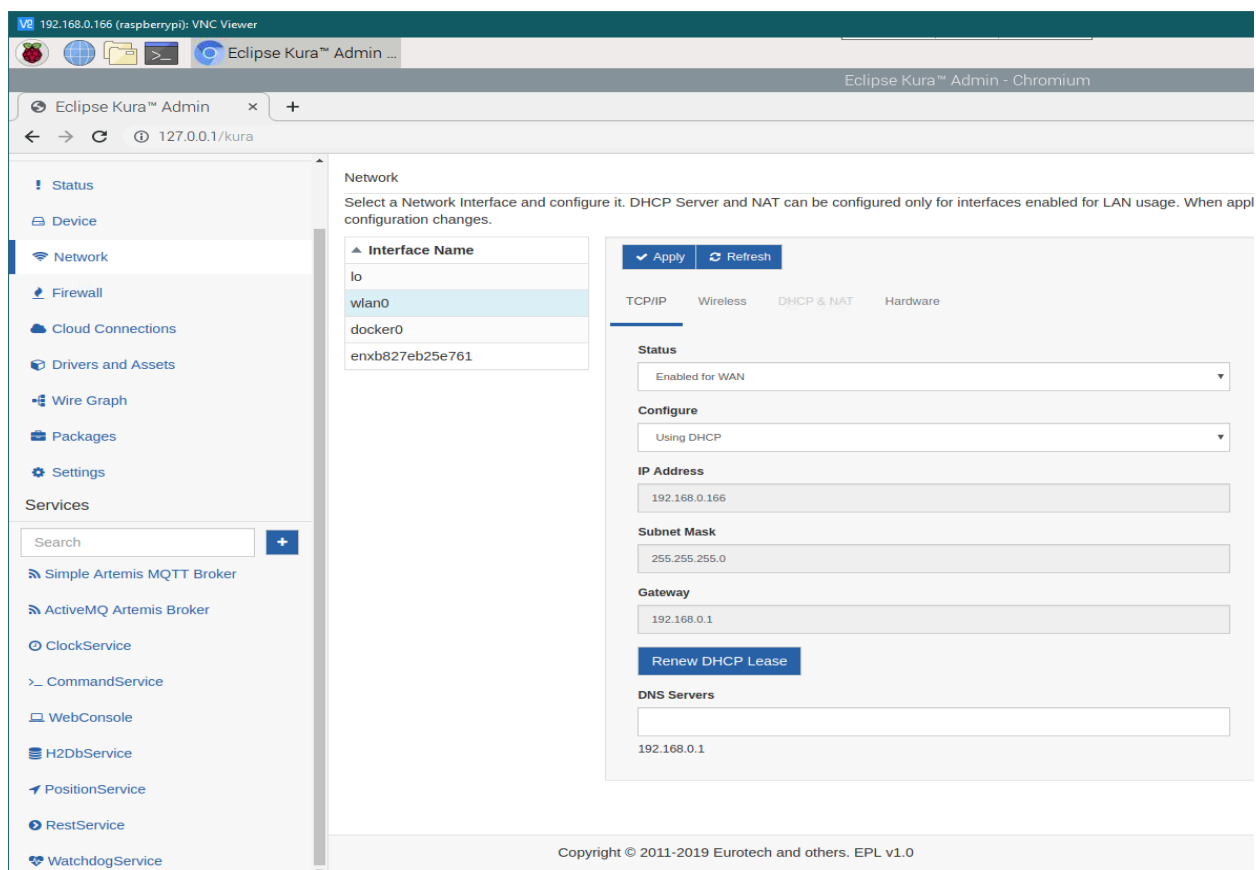 192.168.0.166 (raspberrypi): VNC Viewer
Eclipse Kura™ Admin ...
Eclipse Kura™ Admin - Chromium
Eclipse Kura™ Admin
127.0.0.1/kura
Status
Device
Network
Firewall
Cloud Connections
Drivers and Assets
Wire Graph
Packages
Settings
Services
Search
Simple Artemis MQTT Broker
ActiveMQ Artemis Broker
ClockService
CommandService
WebConsole
H2DbService
PositionService
RestService
WatchdogService
Network
Select a Network Interface and configure it. DHCP Server and NAT can be configured only for interfaces enabled for LAN usage. When appl
configuration changes.
Interface Name
lo
wlan0
docker0
enxb827eb25e761
Apply Refresh
TCP/IP Wireless DHCP & NAT Hardware
Status
Enabled for WAN
Configure
Using DHCP
IP Address
192.168.0.166
Subnet Mask
255.255.255.0
Gateway
192.168.0.1
Renew DHCP Lease
DNS Servers
192.168.0.1
Copyright © 2011-2019 Eurotech and others. EPL v1.0